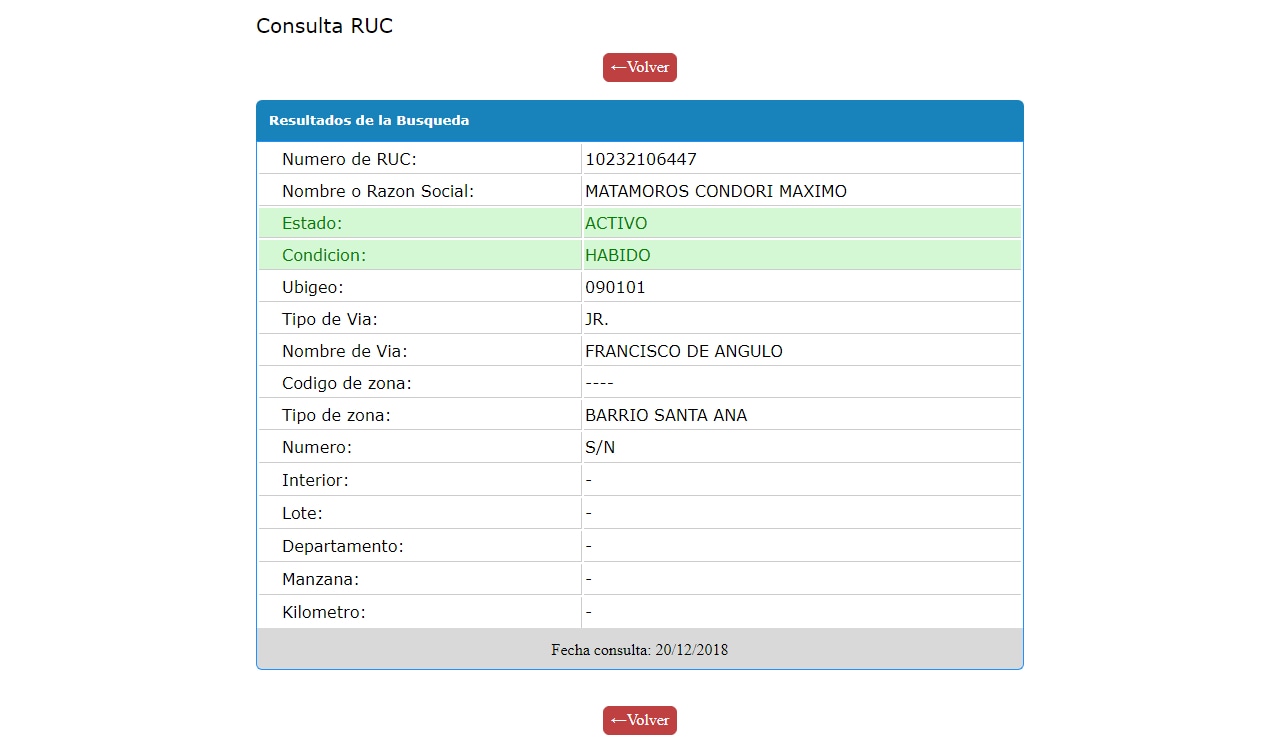 Consulta RUC
←Volver
Resultados de la Busqueda
Numero de RUC: 10232106447
Nombre o Razon Social: MATAMOROS CONDORI MAXIMO
Estado: ACTIVO
Condicion: HABIDO
Ubigeo: 090101
Tipo de Via: JR.
Nombre de Via: FRANCISCO DE ANGULO
Codigo de zona: ----
Tipo de zona: BARRIO SANTA ANA
Numero: S/N
Interior: -
Lote: -
Departamento: -
Manzana: -
Kilometro: -
Fecha consulta: 20/12/2018
←Volver